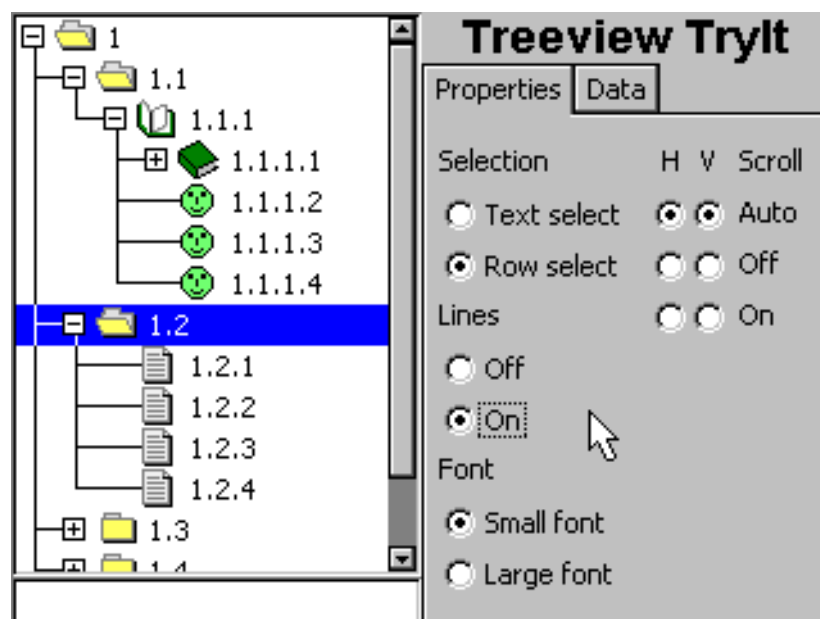 1
1.1
1.1.1
1.1.1.1
1.1.1.2
1.1.1.3
1.1.1.4
1.2
1.2.1
1.2.2
1.2.3
1.2.4
1.3
1.4
Treeview TryIt
Properties Data
Selection H V Scroll
Text select Auto
Row select Off
Lines On
Off
On
Font
Small font
Large font